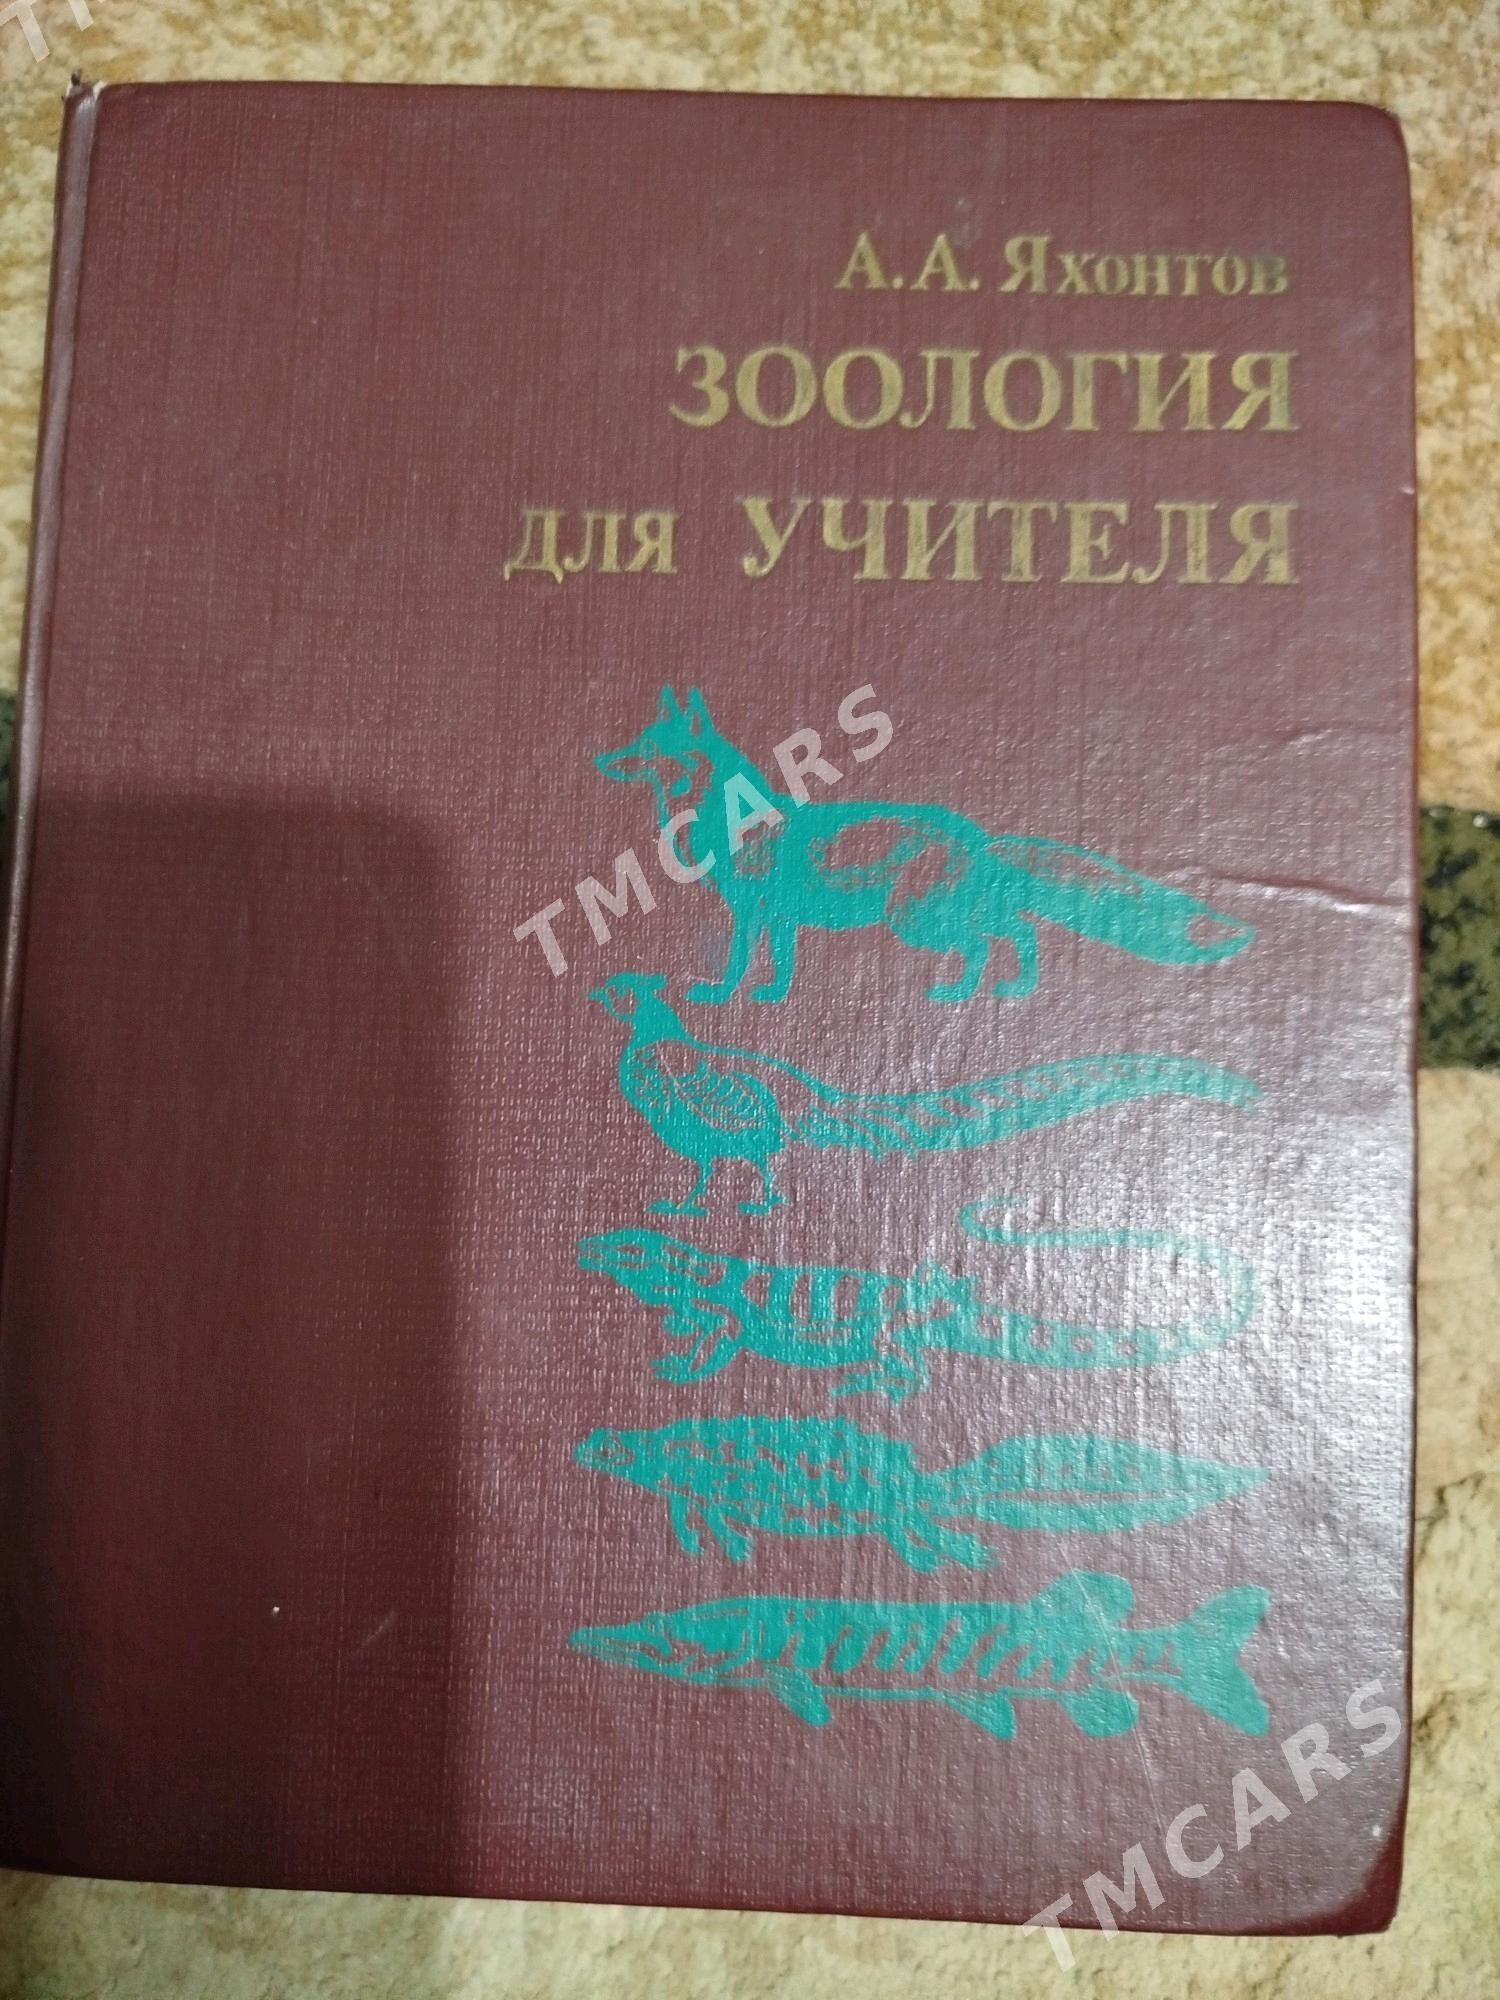 А. А. Яхонтов
ЗООЛОГИЯ
для УЧИТЕЛЯ
TMCARS
TMCARS